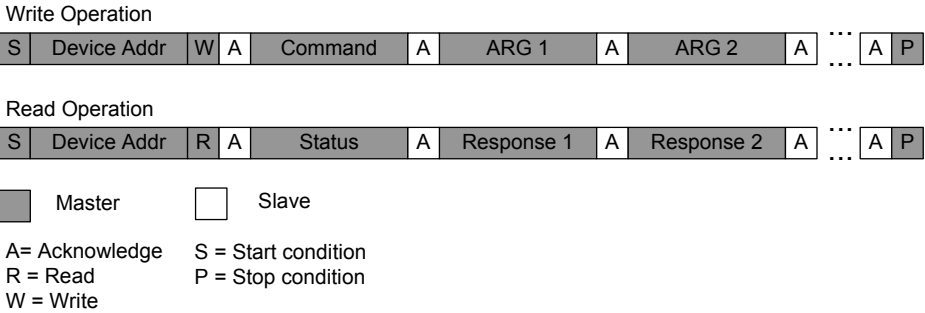 Write Operation
S Device Addr W A Command A ARG 1 A ARG 2 A ... ... A P
Read Operation
S Device Addr R A Status A Response 1 A Response 2 A ... ... A P
Master Slave
A= Acknowledge S = Start condition
R = Read P = Stop condition
W = Write